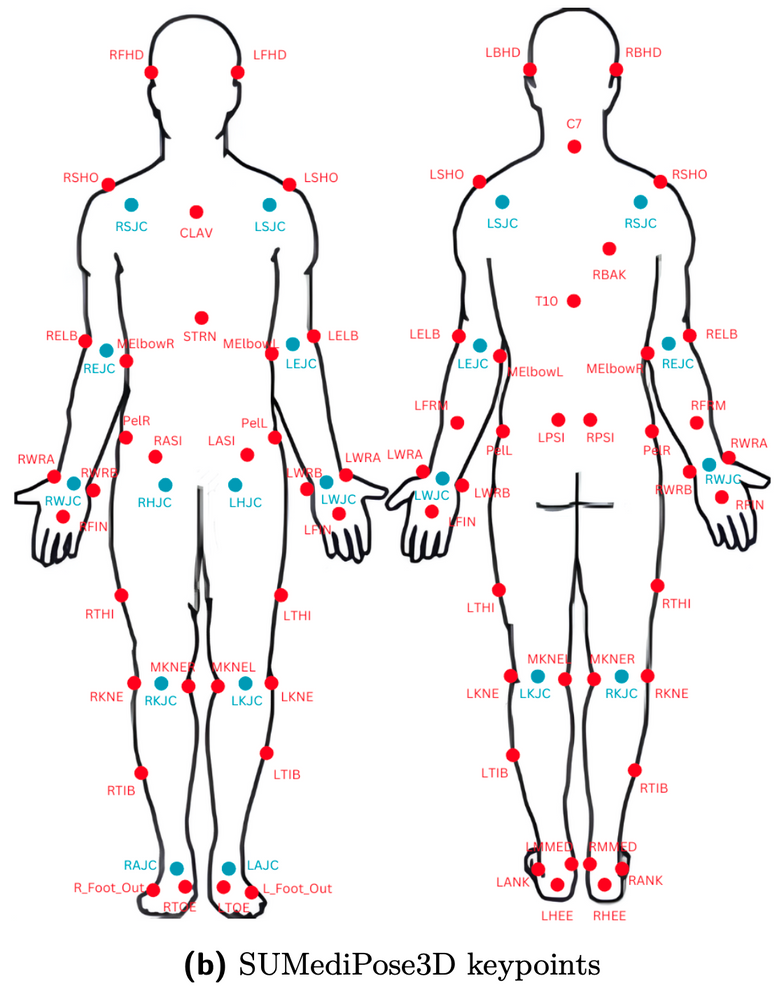 RFHD LFHD LBHD RBHD
C7
RSHO LSHO LSHO RSHO
RSJC CLAV LSJC LSJC RSJC
RBAK
T10
STRN
RELB MElbowR MElbowL LELB LELB RELB
REJC LEJC LEJC MElbowL MElbowR REJC
LFRM RFRM
PelR PelL
RASI LASI LPSI RPSI PelL PelR
RWRA RWRB LWRB LWRA LWRA RWRA
RWJC RHJC LHJC LWJC LWJC LWRB RWRB RWJC
RFIN LFIN LFIN RFIN
RTHI LTHI LTHI RTHI
MKNER MKNEL MKNEL MKNER
RKNE RKJC LKJC LKNE LKNE LKJC RKJC RKNE
RTIB LTIB LTIB RTIB
LMMED RMMED
RAJC LAJC LANK RANK
R_Foot_Out L_Foot_Out
RTOE LTOE LHEE RHEE
(b) SUMediPose3D keypoints